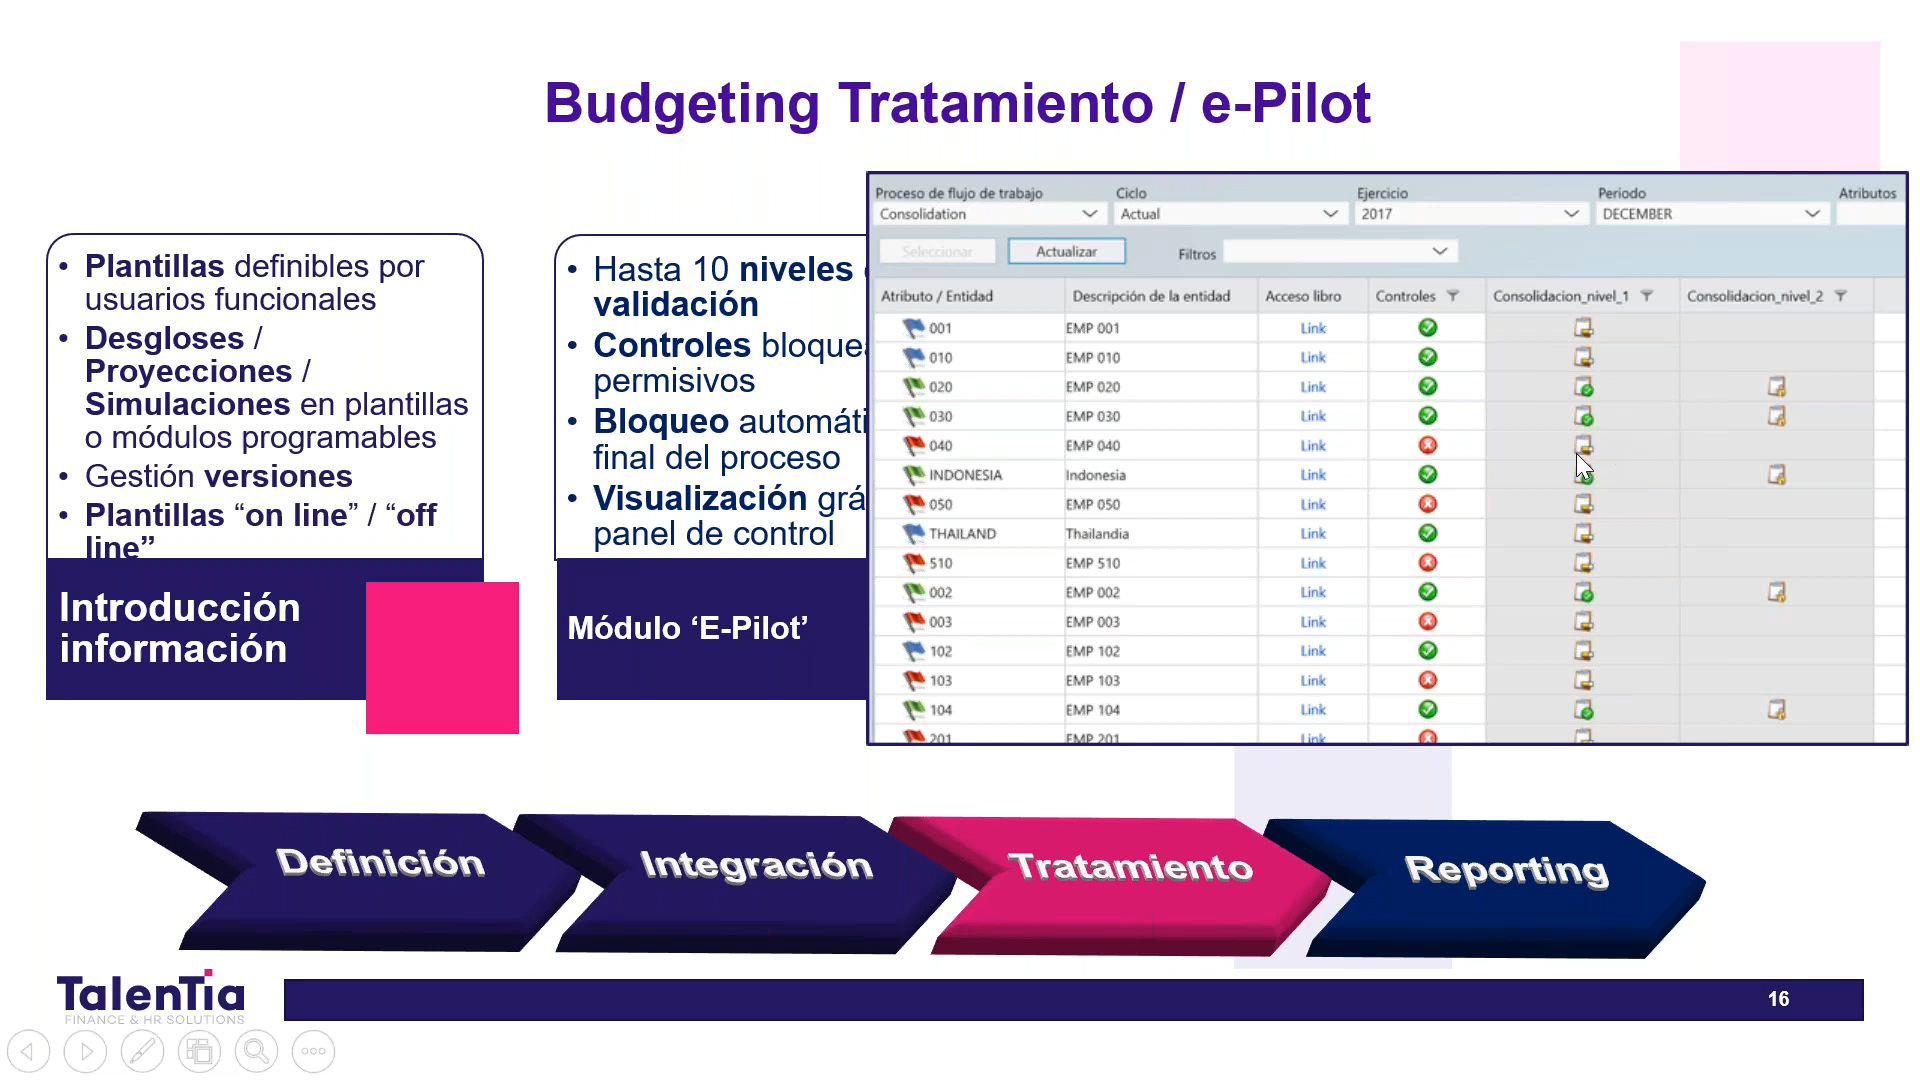 Budgeting Tratamiento / e-Pilot
• Plantillas definibles por
usuarios funcionales
• Desgloses /
Proyecciones /
Simulaciones en plantillas
o módulos programables
• Gestión versiones
• Plantillas “on line” / “off
line”
Introducción
información
• Hasta 10 niveles
validación
• Controles
permisivos
• Bloqueo
final del proceso
• Visualización
panel de control
Módulo ‘E-Pilot’
Proceso de flujo de trabajo Ciclo Ejercicio Periodo Atributos
Consolidation Actual 2017 DECEMBER
Seleccionar Actualizar Filtros
Atributo / Entidad Descripción de la entidad Acceso libro Controles Consolidacion_nivel_1 Consolidacion_nivel_2
001 EMP 001 Link
010 EMP 010 Link
020 EMP 020 Link
030 EMP 030 Link
040 EMP 040 Link
INDONESIA Indonesia Link
050 EMP 050 Link
THAILAND Thailandia Link
510 EMP 510 Link
002 EMP 002 Link
003 EMP 003 Link
102 EMP 102 Link
103 EMP 103 Link
104 EMP 104 Link
201 EMP 201 Link
Definición Integración Tratamiento Reporting
TalenTia
FINANCE & HR SOLUTIONS
16